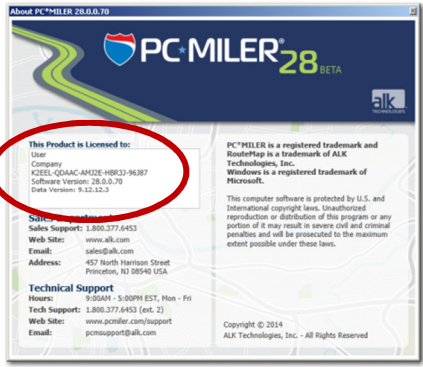 About PC*MILER 28.0.0.70
PC*MILER® 28 BETA
alk
TECHNOLOGIES
This Product is Licensed to:
User
Company
K2EEL-QDAAC-AMJ2E-HBR3J-96JB7
Software Version: 28.0.0.70
Data Version: 9.12.12.3
Sales Department
Sales Support: 1.800.377.6453
Web Site: www.alk.com
Email: sales@alk.com
Address: 457 North Harrison Street
Princeton, NJ 08540 USA
Technical Support
Hours: 9:00AM - 5:00PM EST, Mon - Fri
Tech Support: 1.800.377.6453 (ext. 2)
Web Site: www.pcmiler.com/support
Email: pcmsupport@alk.com
PC*MILER is a registered trademark and
RouteMap is a trademark of ALK
Technologies, Inc.
Windows is a registered trademark of
Microsoft.
This computer software is protected by U.S. and
International copyright laws. Unauthorized
reproduction or distribution of this program or any
portion of it may result in severe civil and criminal
penalties and will be prosecuted to the maximum
extent possible under these laws.
Copyright © 2014
ALK Technologies, Inc. - All Rights Reserved